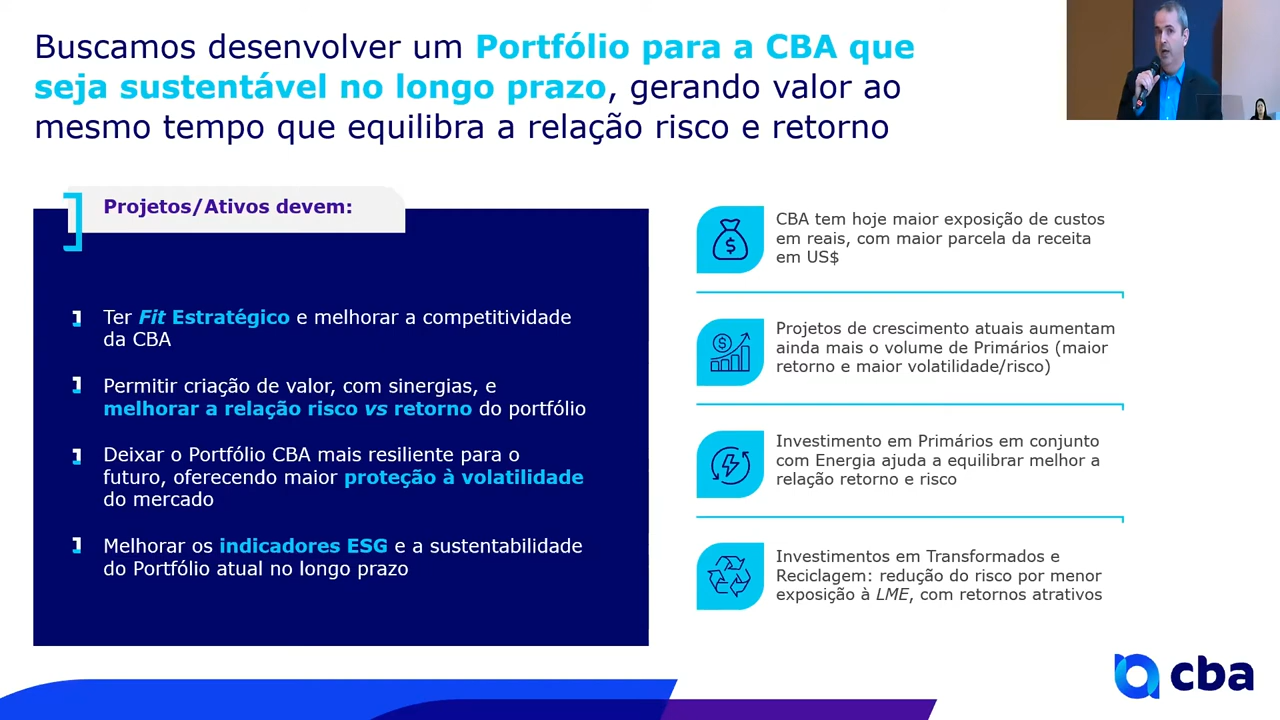 Buscamos desenvolver um Portfólio para a CBA que
seja sustentável no longo prazo, gerando valor ao
mesmo tempo que equilibra a relação risco e retorno
Projetos/Ativos devem:
Ter Fit Estratégico e melhorar a competitividade
da CBA
Permitir criação de valor, com sinergias, e
melhorar a relação risco vs retorno do portfólio
Deixar o Portfólio CBA mais resiliente para o
futuro, oferecendo maior proteção à volatilidade
do mercado
Melhorar os indicadores ESG e a sustentabilidade
do Portfólio atual no longo prazo
CBA tem hoje maior exposição de custos
em reais, com maior parcela da receita
em US$
Projetos de crescimento atuais aumentam
ainda mais o volume de Primários (maior
retorno e maior volatilidade/risco)
Investimento em Primários em conjunto
com Energia ajuda a equilibrar melhor a
relação retorno e risco
Investimentos em Transformados e
Reciclagem: redução do risco por menor
exposição à LME, com retornos atrativos
cba